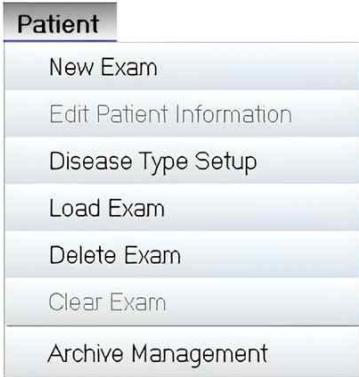 Patient
New Exam
Edit Patient Information
Disease Type Setup
Load Exam
Delete Exam
Clear Exam
Archive Management